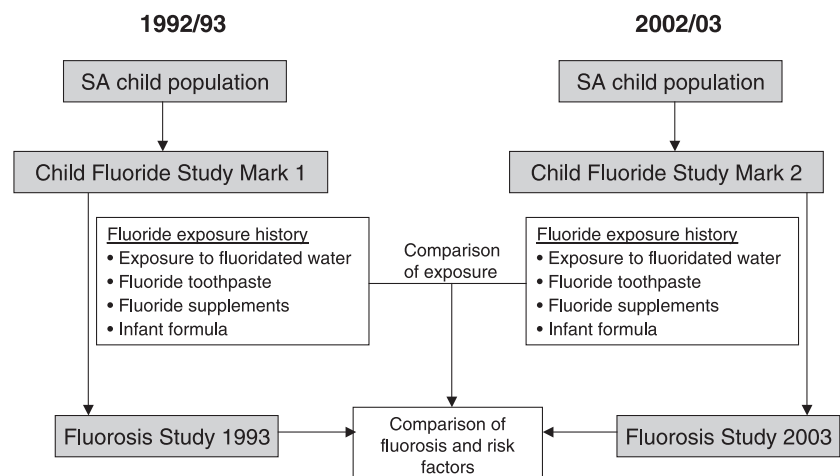 1992/93
2002/03
SA child population
SA child population
Child Fluoride Study Mark 1
Child Fluoride Study Mark 2
Fluoride exposure history
• Exposure to fluoridated water
• Fluoride toothpaste
• Fluoride supplements
• Infant formula
Comparison
of exposure
Fluoride exposure history
• Exposure to fluoridated water
• Fluoride toothpaste
• Fluoride supplements
• Infant formula
Fluorosis Study 1993
Comparison of
fluorosis and risk
factors
Fluorosis Study 2003